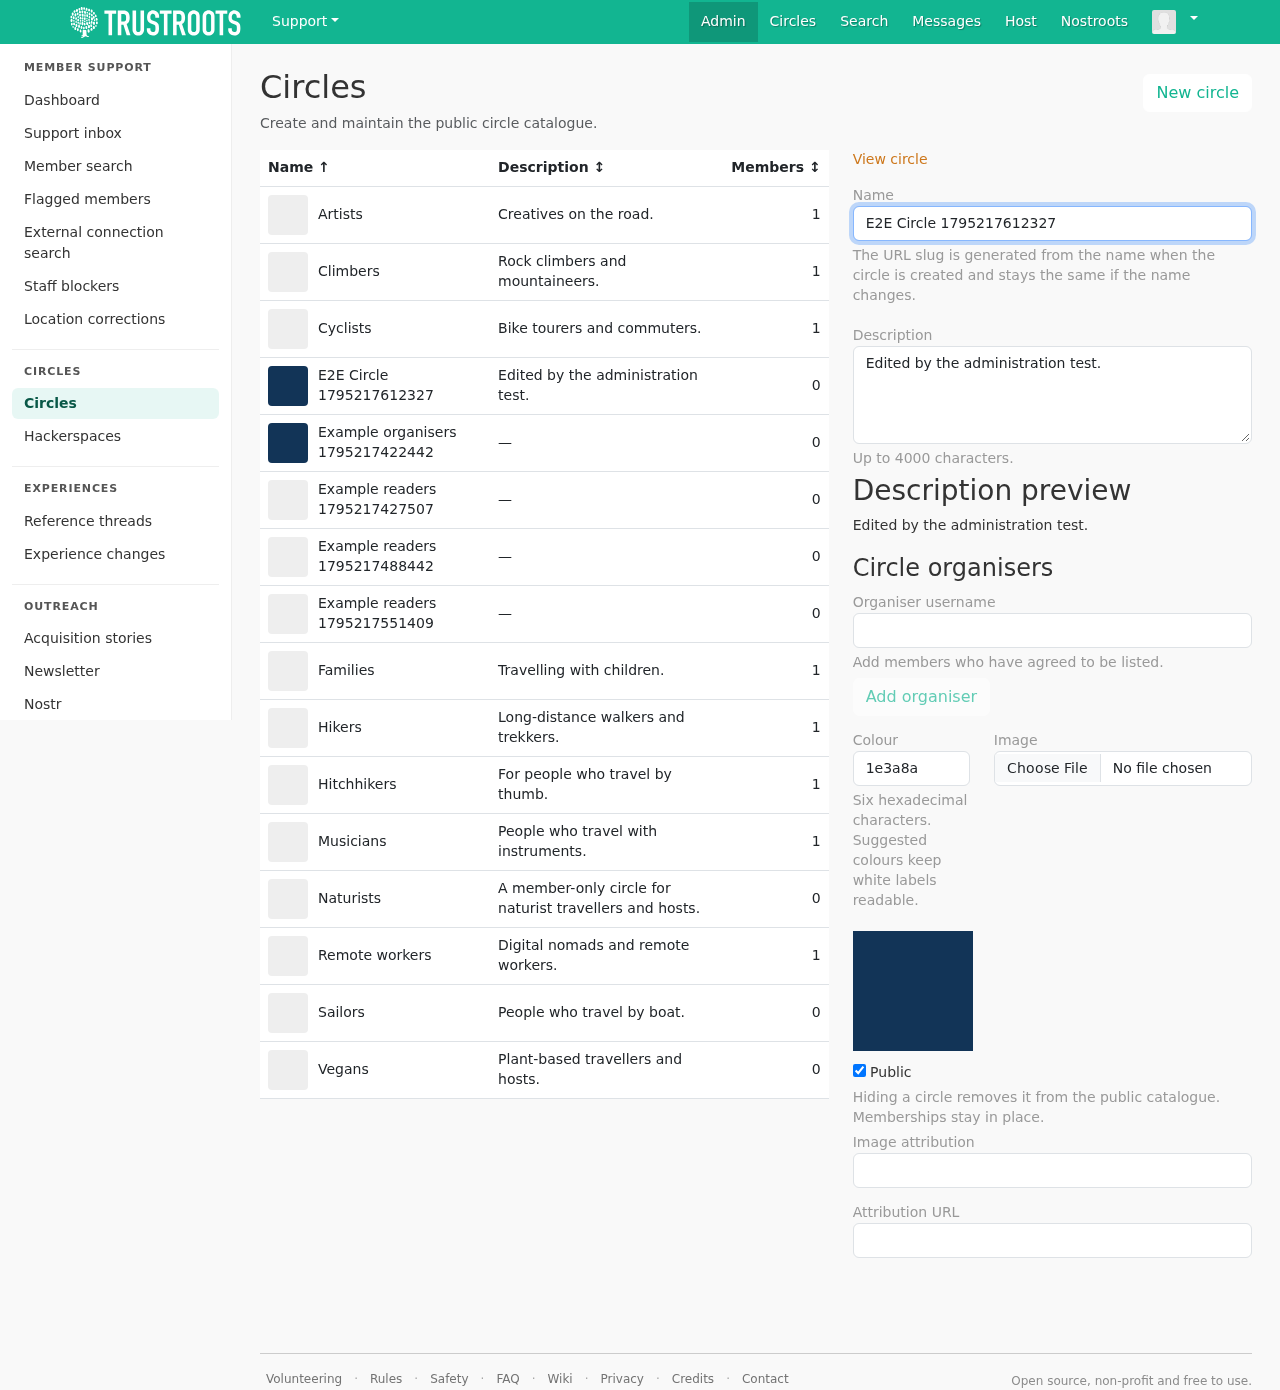 TRUSTROOTS Support Admin Circles Search Messages Host Nostroots
MEMBER SUPPORT
Dashboard
Support inbox
Member search
Flagged members
External connection
search
Staff blockers
Location corrections
CIRCLES
Circles
Hackerspaces
EXPERIENCES
Reference threads
Experience changes
OUTREACH
Acquisition stories
Newsletter
Nostr
Circles
New circle
Create and maintain the public circle catalogue.
Name ↑ Description ↕ Members ↕
Artists Creatives on the road. 1
Climbers Rock climbers and
mountaineers. 1
Cyclists Bike tourers and commuters. 1
E2E Circle
1795217612327 Edited by the administration
test. 0
Example organisers
1795217422442 — 0
Example readers
1795217427507 — 0
Example readers
1795217488442 — 0
Example readers
1795217551409 — 0
Families Travelling with children. 1
Hikers Long-distance walkers and
trekkers. 1
Hitchhikers For people who travel by
thumb. 1
Musicians People who travel with
instruments. 1
Naturists A member-only circle for
naturist travellers and hosts. 0
Remote workers Digital nomads and remote
workers. 1
Sailors People who travel by boat. 0
Vegans Plant-based travellers and
hosts. 0
View circle
Name
E2E Circle 1795217612327
The URL slug is generated from the name when the
circle is created and stays the same if the name
changes.
Description
Edited by the administration test.
Up to 4000 characters.
Description preview
Edited by the administration test.
Circle organisers
Organiser username
Add members who have agreed to be listed.
Add organiser
Colour Image
1e3a8a Choose File No file chosen
Six hexadecimal
characters.
Suggested
colours keep
white labels
readable.
Public
Hiding a circle removes it from the public catalogue.
Memberships stay in place.
Image attribution
Attribution URL
Volunteering · Rules · Safety · FAQ · Wiki · Privacy · Credits · Contact
Open source, non-profit and free to use.